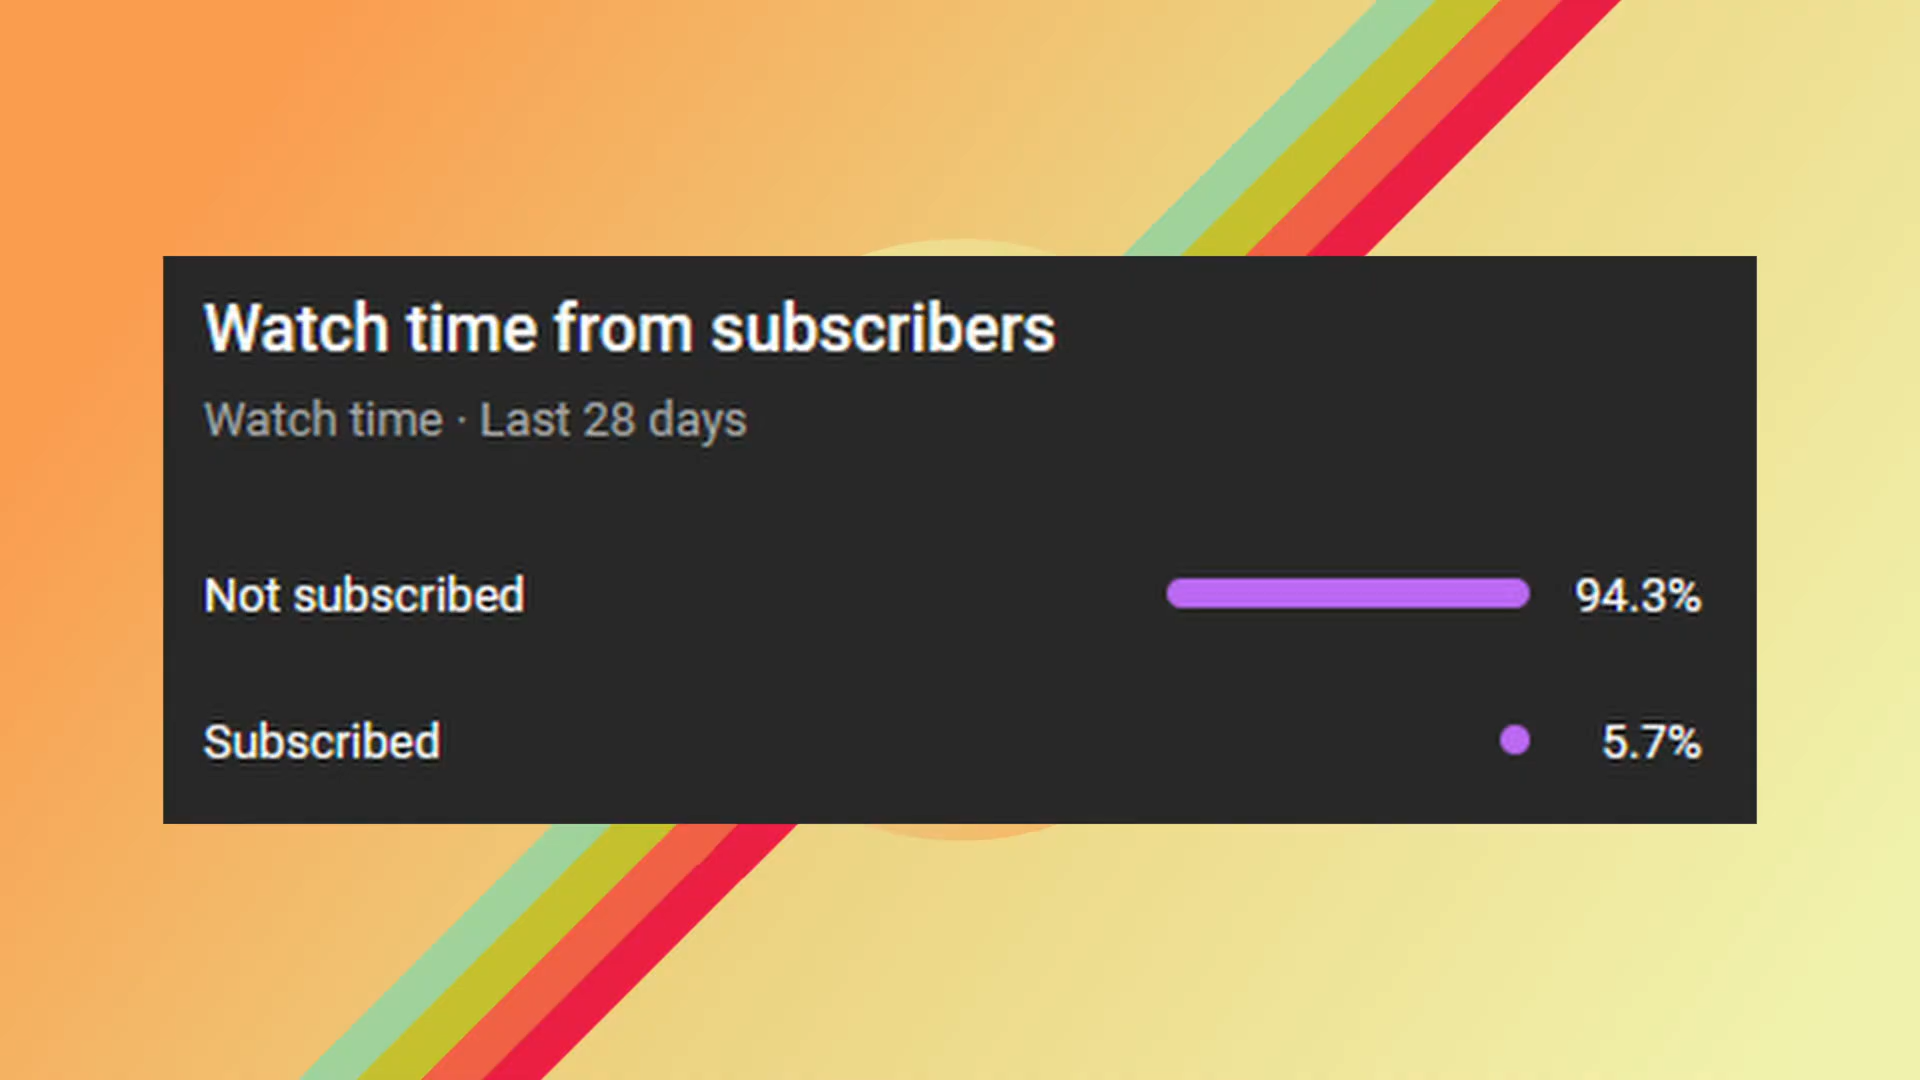 Watch time from subscribers
Watch time · Last 28 days
Not subscribed 94.3%
Subscribed 5.7%